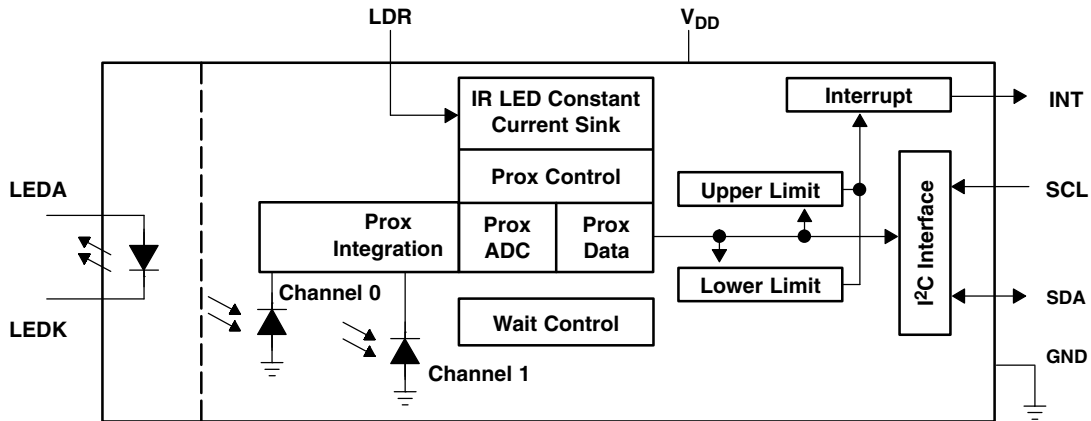 LDR
VDD
IR LED Constant
Current Sink
Interrupt
INT
Prox Control
Upper Limit
SCL
LEDA
Prox
Integration
Prox
ADC
Prox
Data
I²C Interface
Lower Limit
Channel 0
SDA
LEDK
Wait Control
GND
Channel 1